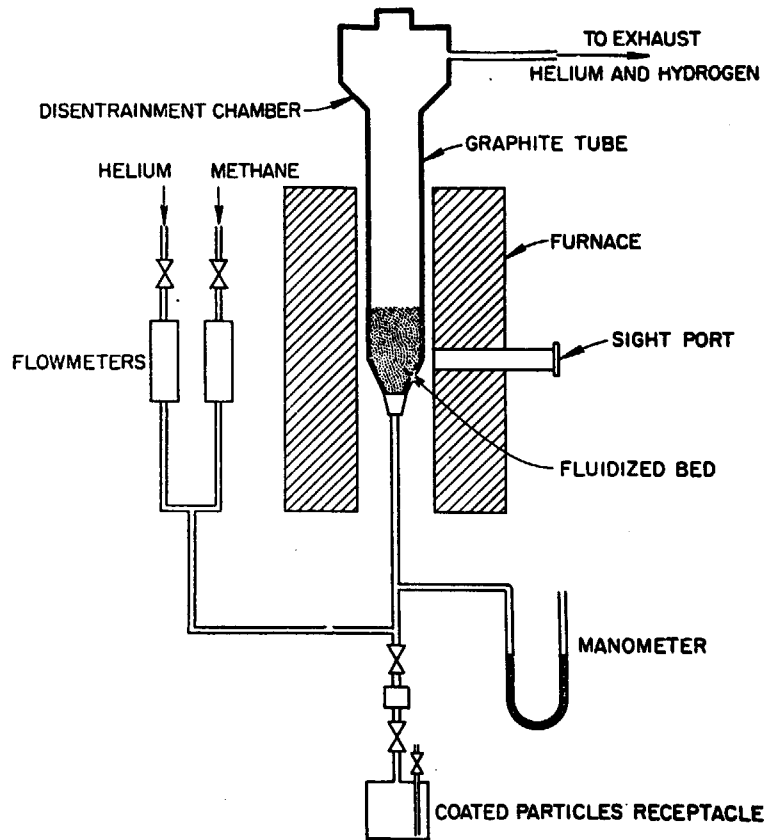 TO EXHAUST
HELIUM AND HYDROGEN
DISENTRAINMENT CHAMBER
GRAPHITE TUBE
HELIUM METHANE
FURNACE
FLOWMETERS
SIGHT PORT
FLUIDIZED BED
MANOMETER
COATED PARTICLES RECEPTACLE